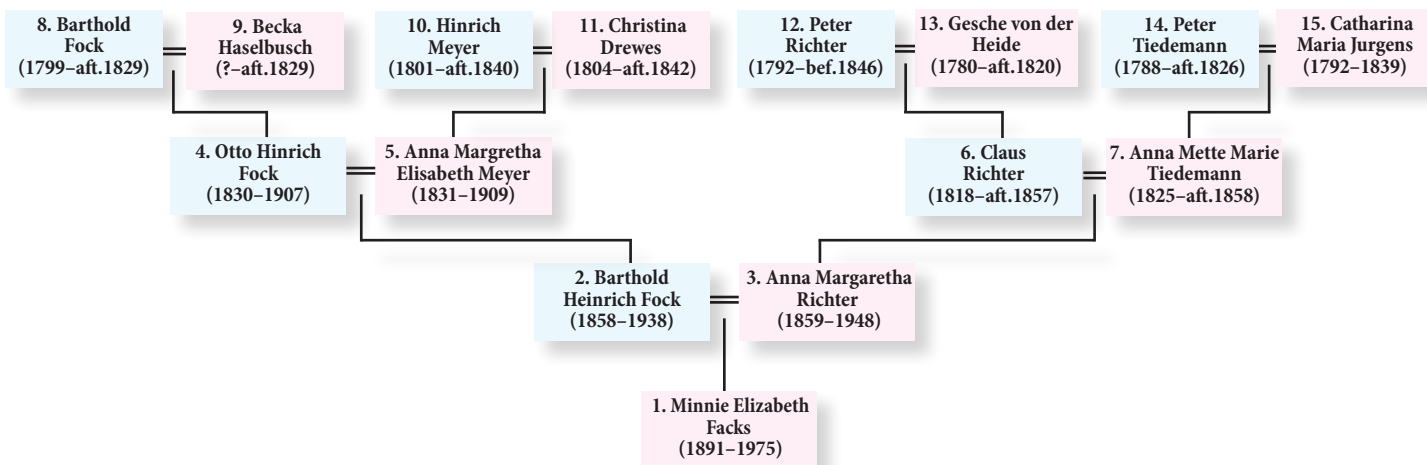 8. Barthold
Fock
(1799–aft.1829)
9. Becka
Haselbusch
(?–aft.1829)
10. Hinrich
Meyer
(1801–aft.1840)
11. Christina
Drewes
(1804–aft.1842)
12. Peter
Richter
(1792–bef.1846)
13. Gesche von der
Heide
(1780–aft.1820)
14. Peter
Tiedemann
(1788–aft.1826)
15. Catharina
Maria Jurgens
(1792–1839)
4. Otto Hinrich
Fock
(1830–1907)
5. Anna Margretha
Elisabeth Meyer
(1831–1909)
6. Claus
Richter
(1818–aft.1857)
7. Anna Mette Marie
Tiedemann
(1825–aft.1858)
2. Barthold
Heinrich Fock
(1858–1938)
3. Anna Margaretha
Richter
(1859–1948)
1. Minnie Elizabeth
Facks
(1891–1975)